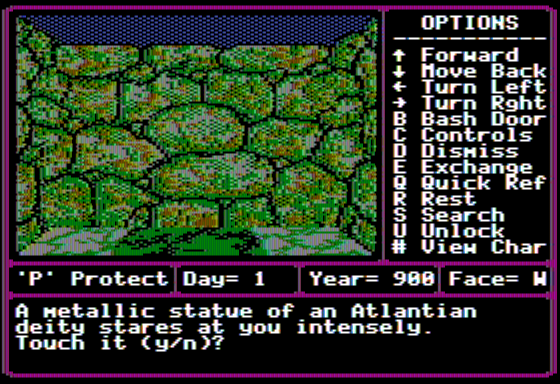 OPTIONS
------------
↑ Forward
↓ Move Back
← Turn Left
→ Turn Rght
B Bash Door
C Controls
D Dismiss
E Exchange
Q Quick Ref
R Rest
S Search
U Unlock
# View Char
'P' Protect Day= 1 Year= 900 Face= W
A metallic statue of an Atlantian
deity stares at you intensely.
Touch it (y/n)?